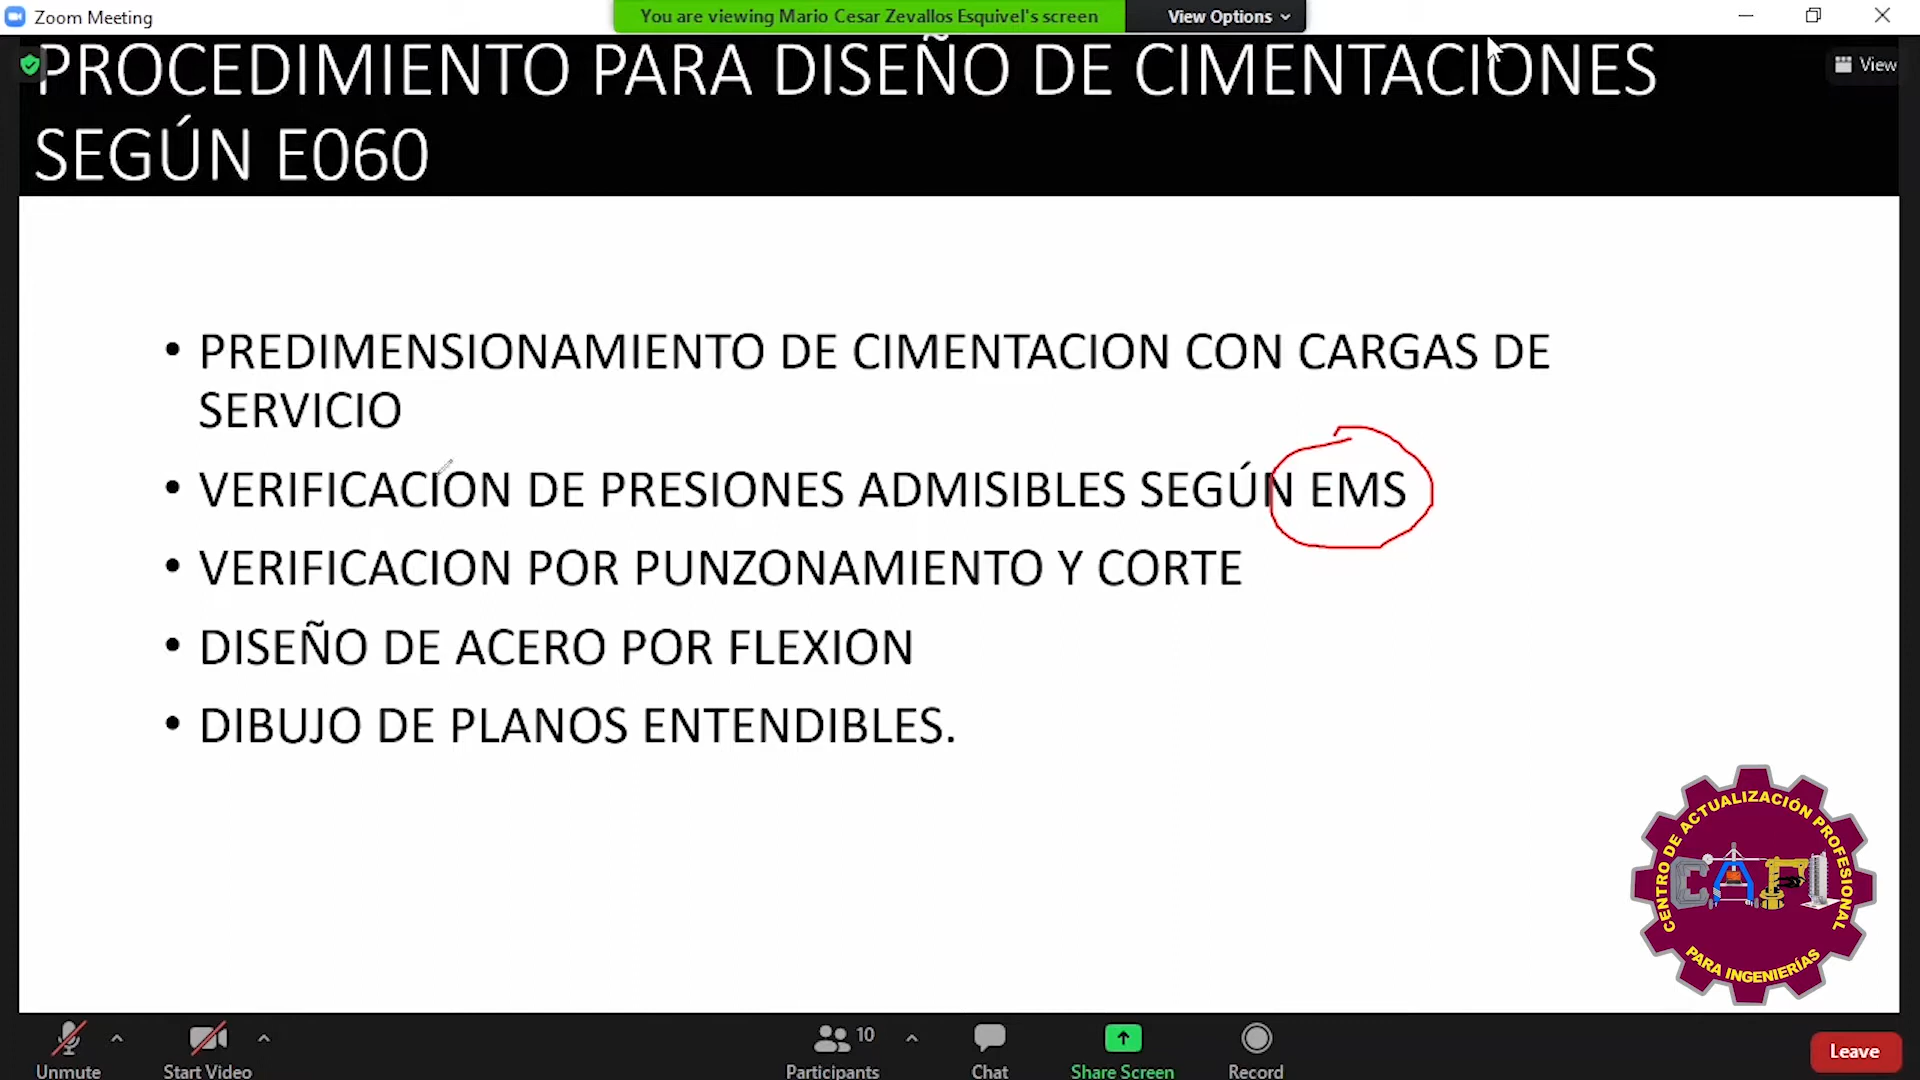 Zoom Meeting
You are viewing Mario Cesar Zevallos Esquivel's screen
View Options
PROCEDIMIENTO PARA DISEÑO DE CIMENTACIONES
SEGÚN E060
View
• PREDIMENSIONAMIENTO DE CIMENTACION CON CARGAS DE
SERVICIO
• VERIFICACION DE PRESIONES ADMISIBLES SEGÚN EMS
• VERIFICACION POR PUNZONAMIENTO Y CORTE
• DISEÑO DE ACERO POR FLEXION
• DIBUJO DE PLANOS ENTENDIBLES.
CENTRO DE ACTUALIZACIÓN PROFESIONAL
CAPI
PARA INGENIERÍAS
Unmute
Start Video
10
Participants
Chat
Share Screen
Record
Leave